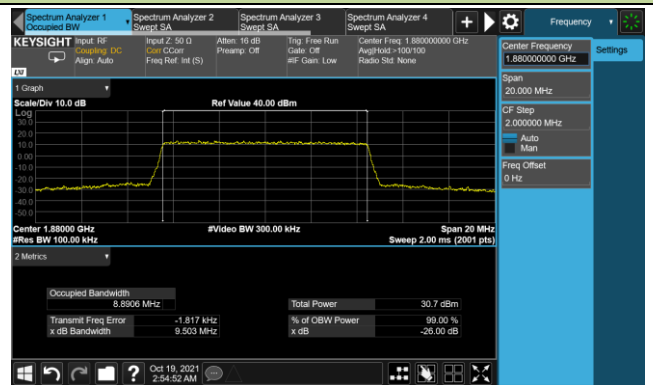 Spectrum Analyzer 1
Occupied BW
Spectrum Analyzer 2
Swept SA
Spectrum Analyzer 3
Swept SA
Spectrum Analyzer 4
Swept SA
Frequency
KEYSIGHT
Input: RF
Coupling: DC
Align: Auto
Input Z: 50 Ω
Corr CCorr
Freq Ref: Int (S)
Atten: 16 dB
Preamp: Off
Trig: Free Run
Gate: Off
#IF Gain: Low
Center Freq: 1.880000000 GHz
Avg|Hold:>100/100
Radio Std: None
LXI
Center Frequency
1.880000000 GHz
Settings
Span
20.000 MHz
CF Step
2.000000 MHz
Auto
Man
Freq Offset
0 Hz
1 Graph
Scale/Div 10.0 dB
Ref Value 40.00 dBm
Log
30.0
20.0
10.0
0.00
-10.0
-20.0
-30.0
-40.0
-50.0
Center 1.88000 GHz
#Res BW 100.00 kHz
#Video BW 300.00 kHz
Span 20 MHz
Sweep 2.00 ms (2001 pts)
2 Metrics
Occupied Bandwidth
8.8906 MHz
Total Power
30.7 dBm
Transmit Freq Error
-1.817 kHz
% of OBW Power
99.00 %
x dB Bandwidth
9.503 MHz
x dB
-26.00 dB
?
Oct 19, 2021
2:54:52 AM